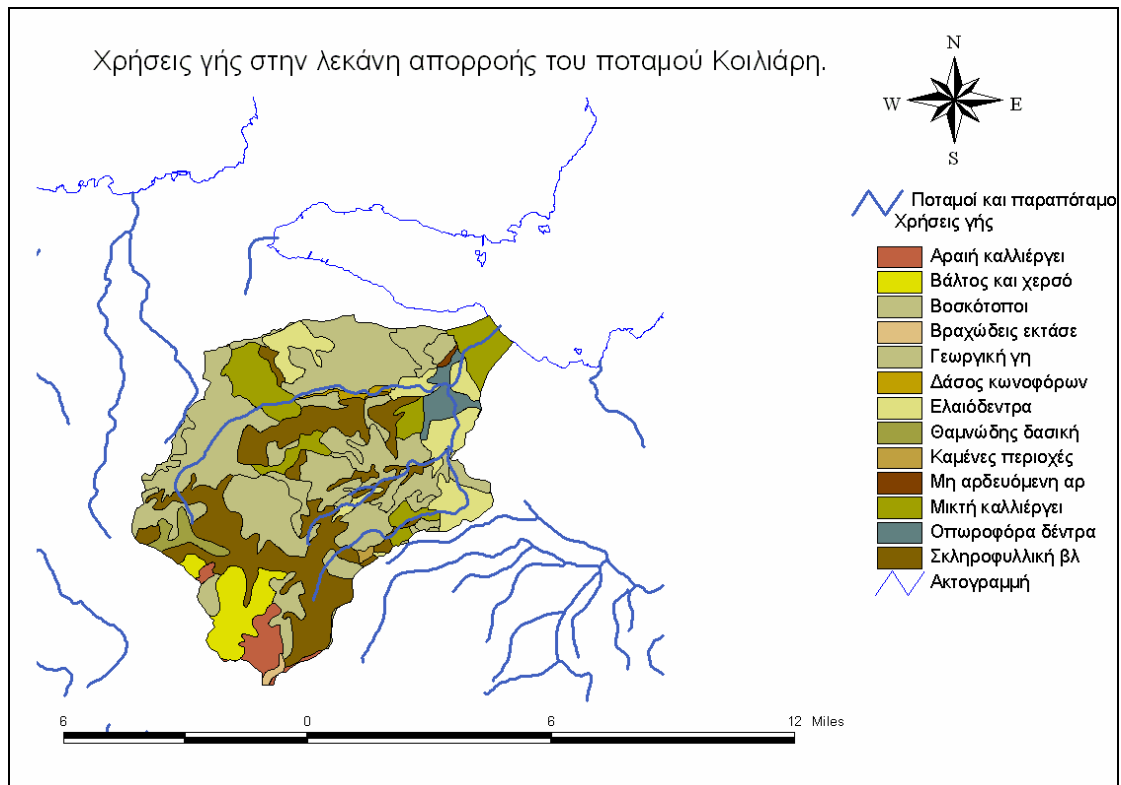 Χρήσεις γής στην λεκάνη απορροής του ποταμού Κοιλιάρη.
N
W E
S
Ποταμοί και παραπόταμο
Χρήσεις γής
Αραιή καλλιέργει
Βάλτος και χερσό
Βοσκότοποι
Βραχώδεις εκτάσε
Γεωργική γη
Δάσος κωνοφόρων
Ελαιόδεντρα
Θαμνώδης δασική
Καμένες περιοχές
Μη αρδευόμενη αρ
Μικτή καλλιέργει
Οπωροφόρα δέντρα
Σκληροφυλλική βλ
Ακτογραμμή
6 0 6 12 Miles